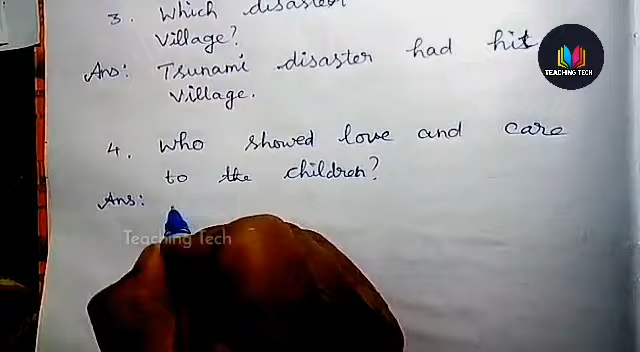 3. Which disaster
Village?
Ans: Tsunami disaster had hit
Village.
4. Who showed love and care
to the children?
Ans:
Teaching Tech
TEACHING TECH